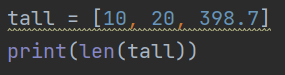 tall = [10, 20, 398.7]
print(len(tall))